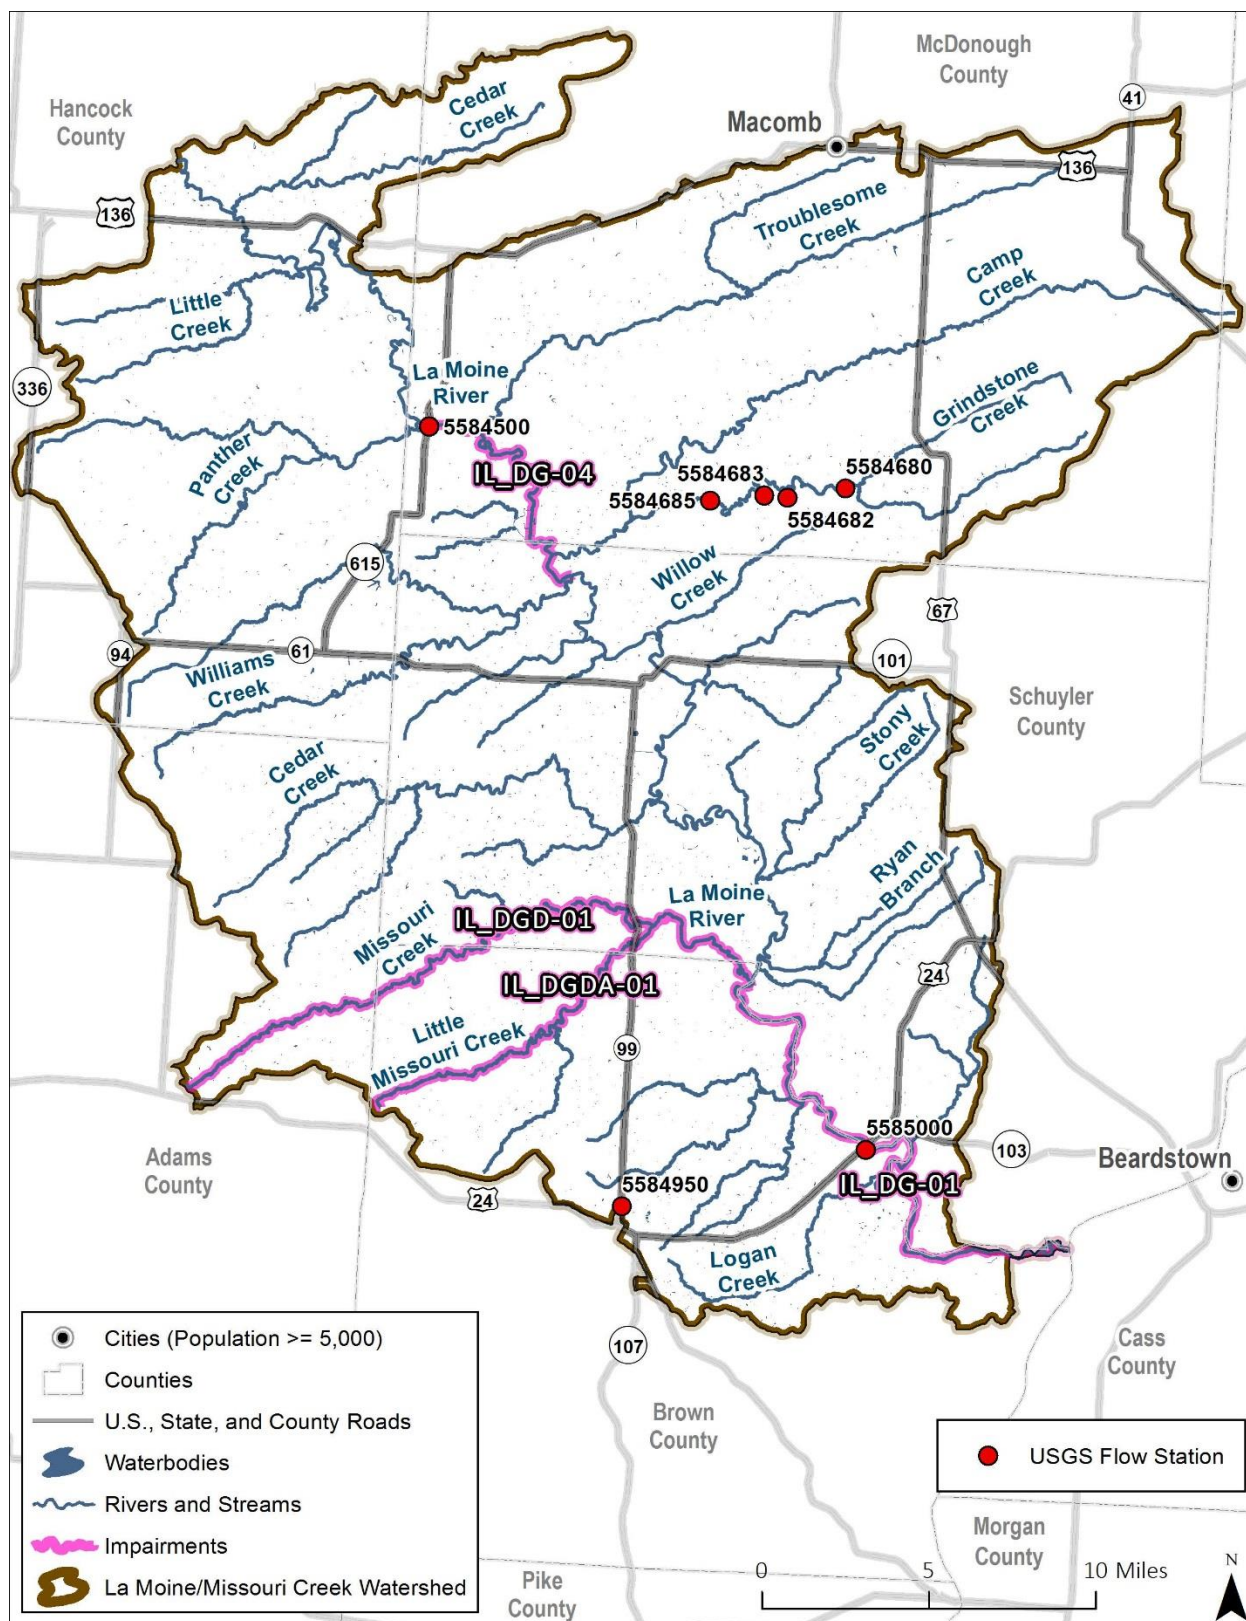 McDonough
County
Hancock
County
Cedar
Creek
41
Macomb
136
136
Troublesome
Creek
Camp
Creek
Little
Creek
336
La Moine
River
Grindstone
Creek
5584500
Panther
Creek
IL_DG-04
5584683
5584680
5584685
5584682
615
Willow
Creek
67
94
61
101
Williams
Creek
Schuyler
County
Stony
Creek
Cedar
Creek
Ryan
Branch
La Moine
River
Missouri
Creek
IL_DGD-01
IL_DGDA-01
24
Little
Missouri Creek
99
5585000
103
Adams
County
Beardstown
24
5584950
IL_DG-01
Logan
Creek
107
Cass
County
Brown
County
Morgan
County
Pike
County
Cities (Population >= 5,000)
Counties
U.S., State, and County Roads
Waterbodies
Rivers and Streams
Impairments
La Moine/Missouri Creek Watershed
USGS Flow Station
0 5 10 Miles
N